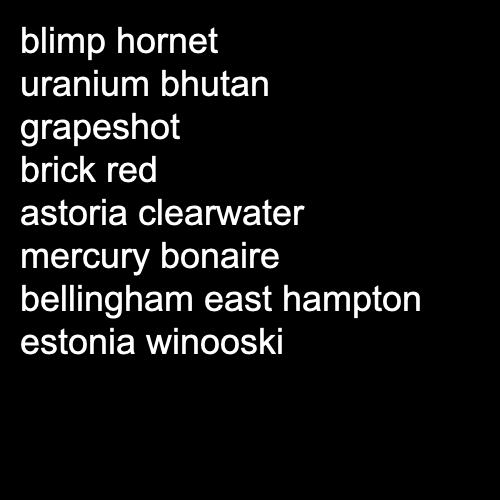 blimp hornet
uranium bhutan
grapeshot
brick red
astoria clearwater
mercury bonaire
bellingham east hampton
estonia winooski